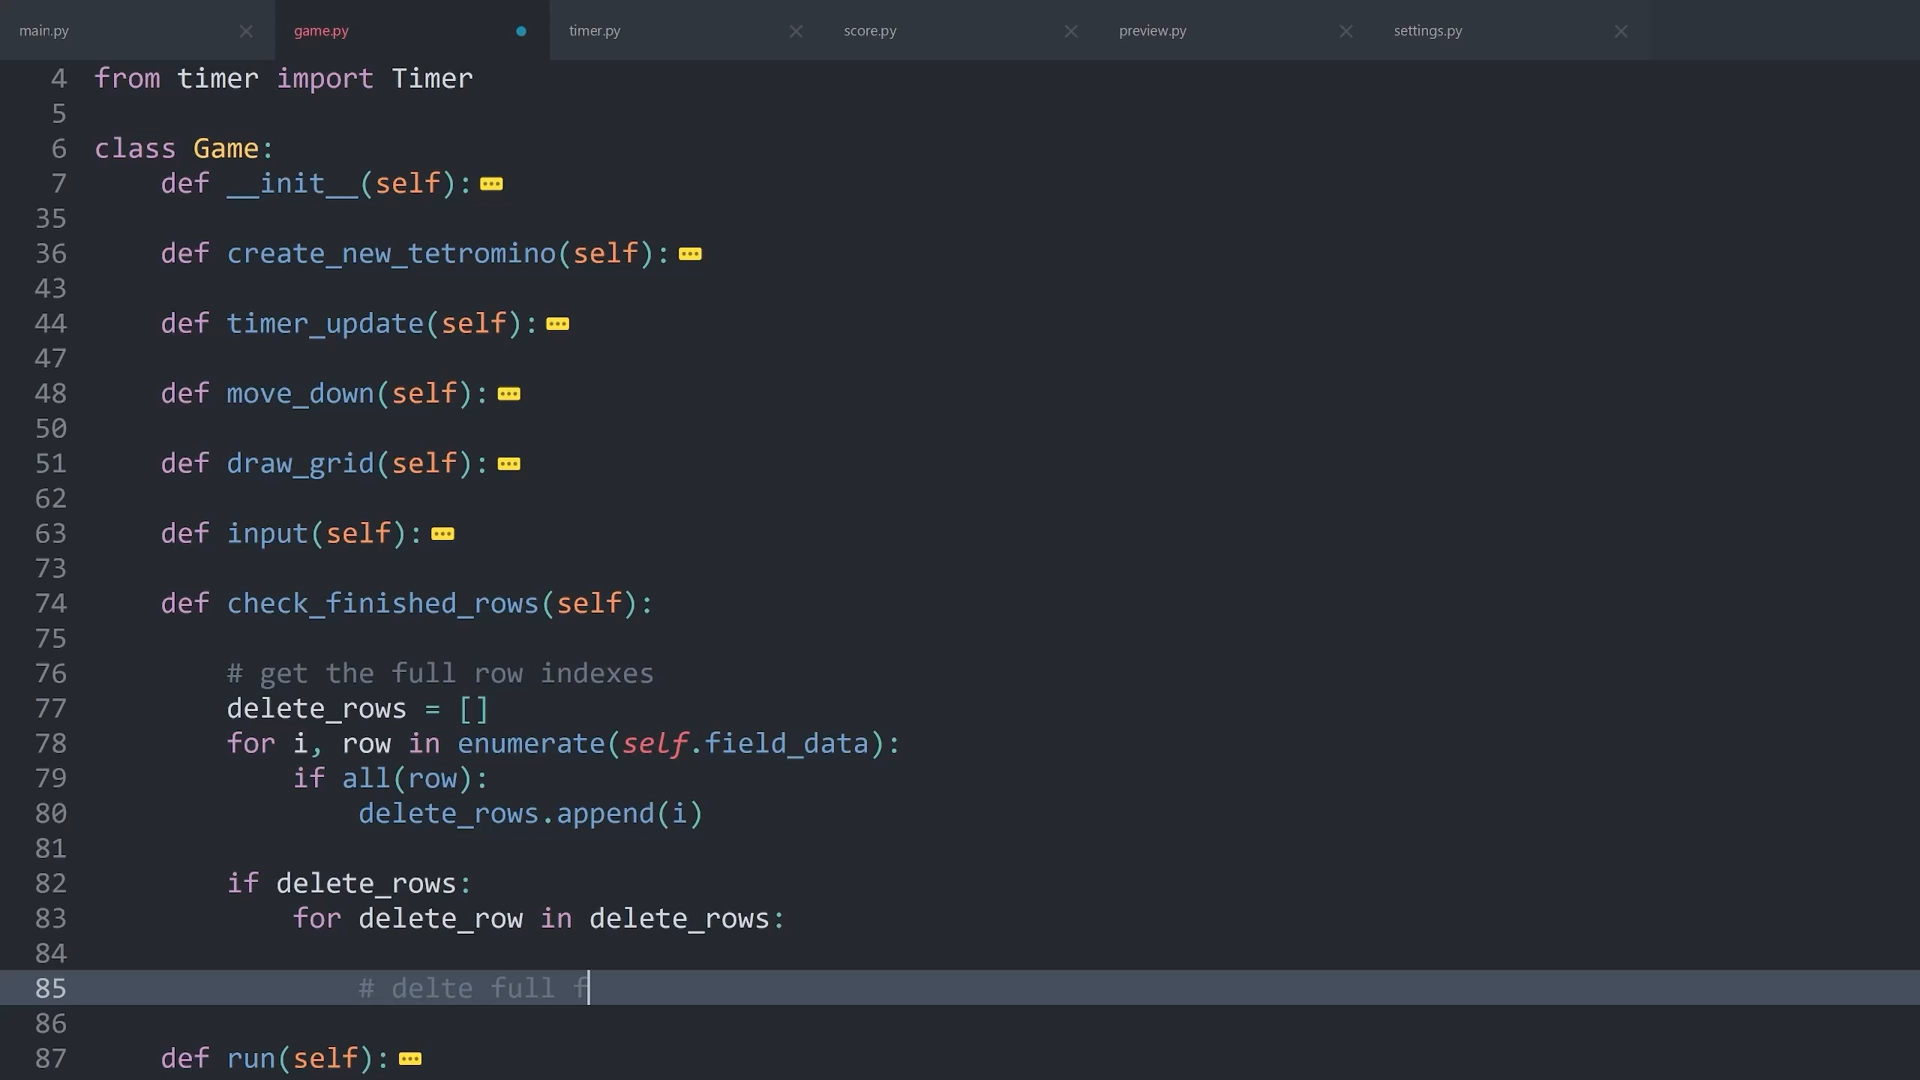 main.py game.py timer.py score.py preview.py settings.py
4 from timer import Timer
5
6 class Game:
7 def __init__(self):
35
36 def create_new_tetromino(self):
43
44 def timer_update(self):
47
48 def move_down(self):
50
51 def draw_grid(self):
62
63 def input(self):
73
74 def check_finished_rows(self):
75
76 # get the full row indexes
77 delete_rows = []
78 for i, row in enumerate(self.field_data):
79 if all(row):
80 delete_rows.append(i)
81
82 if delete_rows:
83 for delete_row in delete_rows:
84
85 # delte full f
86
87 def run(self):